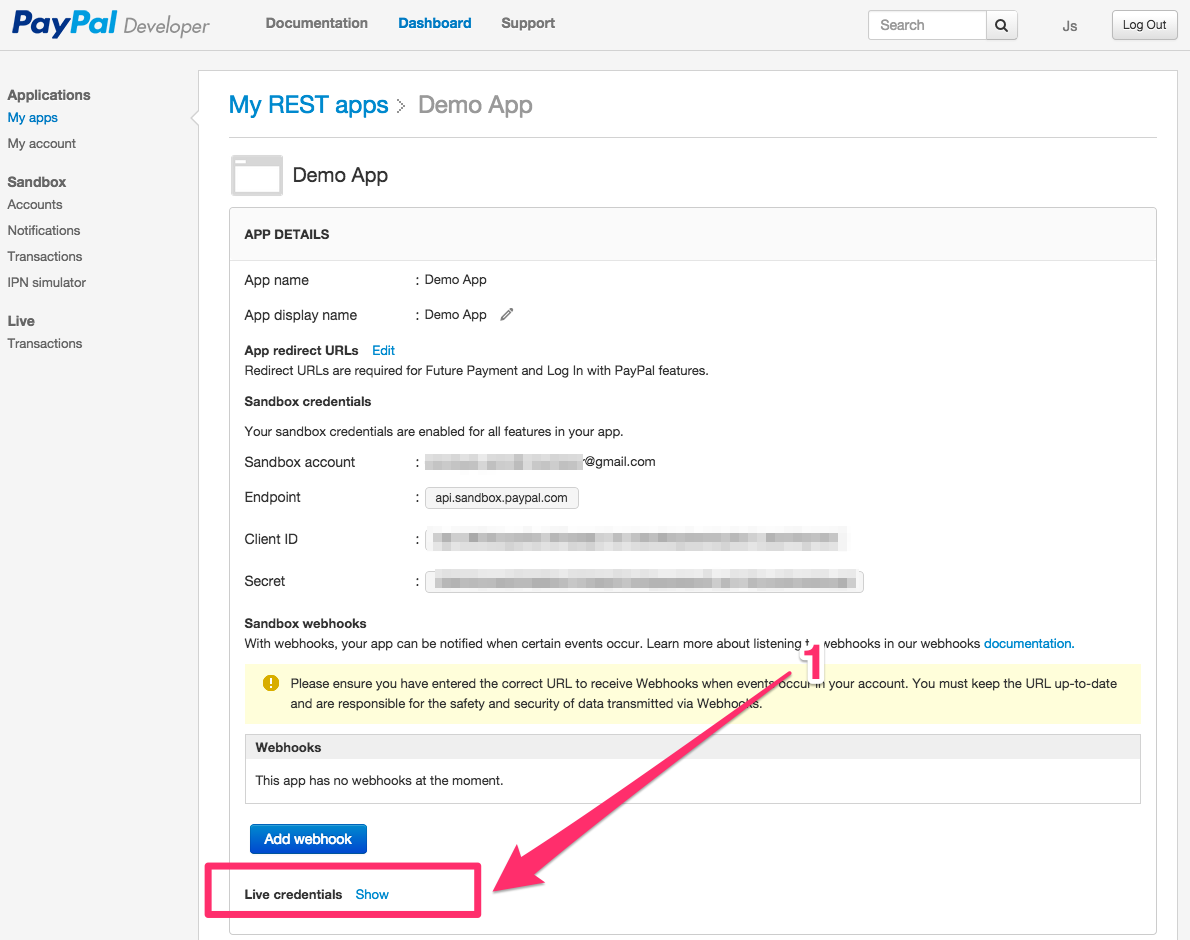 PayPal Developer
Documentation Dashboard Support
Search
Js
Log Out
Applications
My apps
My account
Sandbox
Accounts
Notifications
Transactions
IPN simulator
Live
Transactions
My REST apps > Demo App
Demo App
APP DETAILS
App name : Demo App
App display name : Demo App
App redirect URLs Edit
Redirect URLs are required for Future Payment and Log In with PayPal features.
Sandbox credentials
Your sandbox credentials are enabled for all features in your app.
Sandbox account : @gmail.com
Endpoint : api.sandbox.paypal.com
Client ID :
Secret :
Sandbox webhooks
With webhooks, your app can be notified when certain events occur. Learn more about listening webhooks in our webhooks documentation.
1
Please ensure you have entered the correct URL to receive Webhooks when events occur in your account. You must keep the URL up-to-date
and are responsible for the safety and security of data transmitted via Webhooks.
Webhooks
This app has no webhooks at the moment.
Add webhook
Live credentials Show